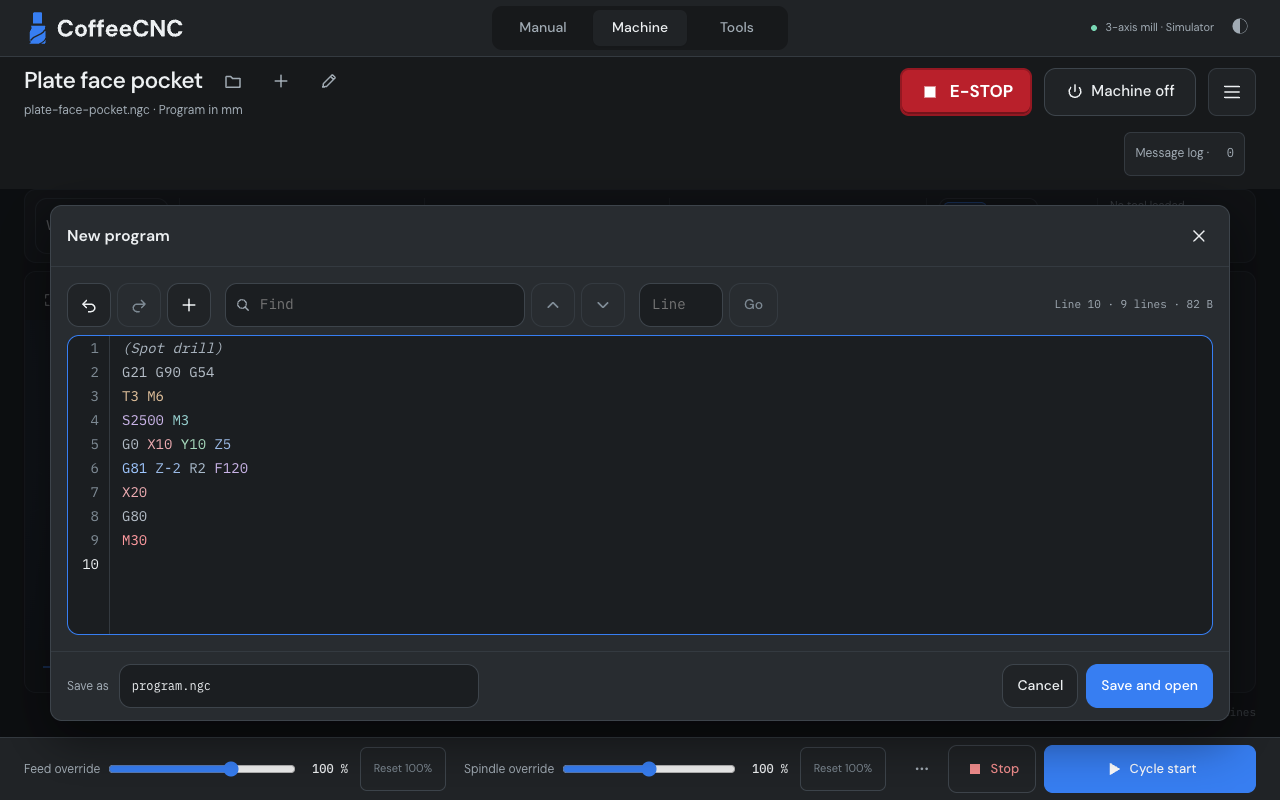 CoffeeCNC
Manual
Machine
Tools
3-axis mill · Simulator
Plate face pocket
plate-face-pocket.ngc · Program in mm
E-STOP
Machine off
Message log · 0
No tool loaded
New program
Find
Line
Go
Line 10 · 9 lines · 82 B
1 (Spot drill)
2 G21 G90 G54
3 T3 M6
4 S2500 M3
5 G0 X10 Y10 Z5
6 G81 Z-2 R2 F120
7 X20
8 G80
9 M30
10
Save as
program.ngc
Cancel
Save and open
Feed override
100 %
Reset 100%
Spindle override
100 %
Reset 100%
Stop
Cycle start